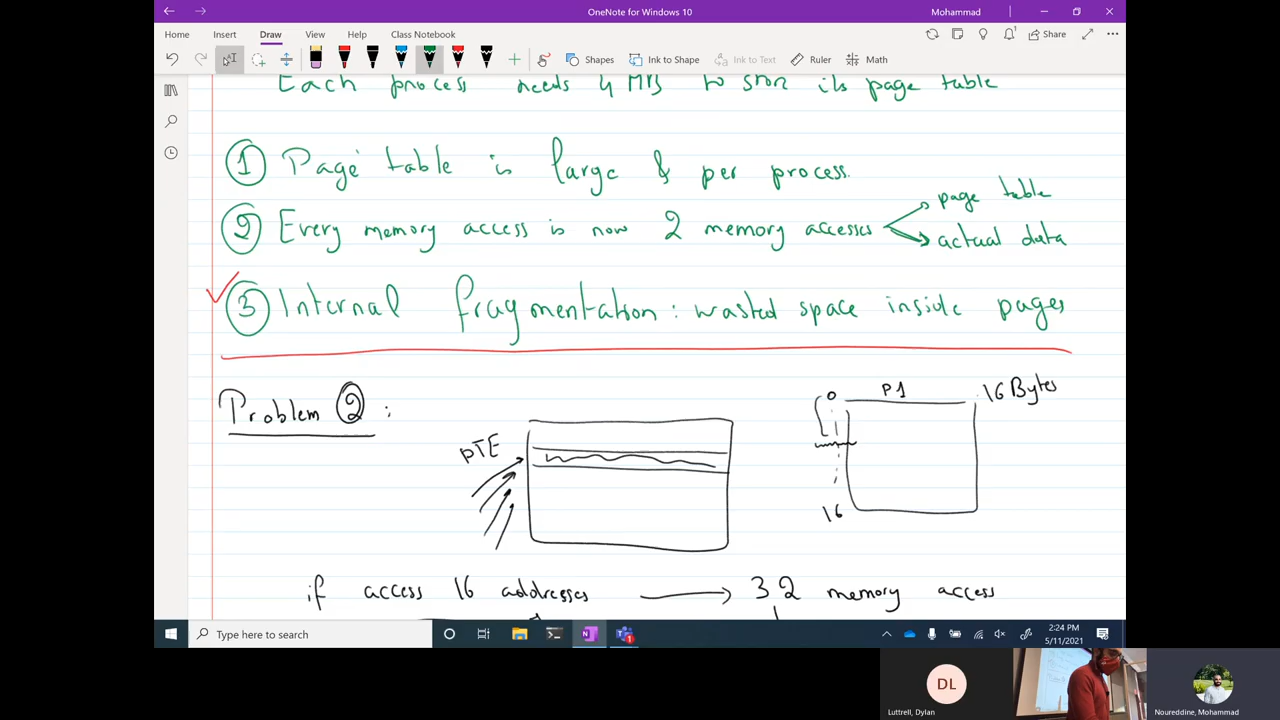 OneNote for Windows 10
Mohammad
Home Insert Draw View Help Class Notebook
Share
Shapes Ink to Shape Ink to Text Ruler Math
Each process needs 4 MB to store its page table
1 Page table is large & per process.
2 Every memory access is now 2 memory accesses
page table
actual data
3 Internal fragmentation: wasted space inside pages
Problem 2 :
PTE
0 P1 16 Bytes
1
16
if access 16 addresses → 32 memory access
Type here to search
2:24 PM
5/11/2021
DL
Luttrell, Dylan
Noureddine, Mohammad